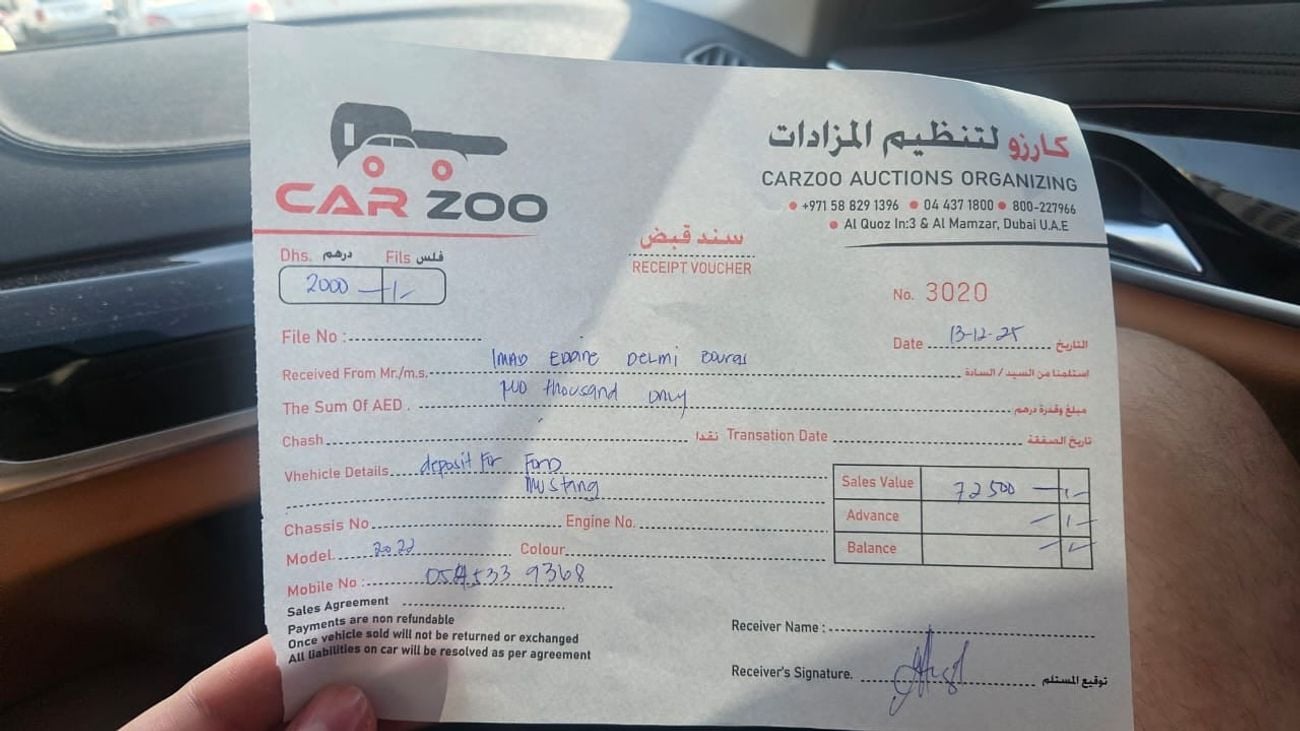 CAR ZOO
كارزو لتنظيم المزادات
CARZOO AUCTIONS ORGANIZING
+971 58 829 1396 04 437 1800 800-227966
Al Quoz In:3 & Al Mamzar, Dubai U.A.E
سند قبض
RECEIPT VOUCHER
Dhs. درهم Fils فلس
2000 -/-
No. 3020
File No :
Date 13-12-25 التاريخ
Received From Mr./m.s. IMAD EDDINE DELMI استلمنا من السيد / السادة
The Sum Of AED . Two thousand only مبلغ وقدرة درهم
Chash نقدا Transation Date تاريخ الصفقة
Vhehicle Details deposit for Ford
Mustang
Sales Value 72500 -/-
Advance -/-
Balance -/-
Chassis No Engine No.
Model 2022 Colour
Mobile No : 054533 9368
Sales Agreement
Payments are non refundable
Once vehicle sold will not be returned or exchanged
All liabilities on car will be resolved as per agreement
Receiver Name :
Receiver's Signature. توقيع المستلم